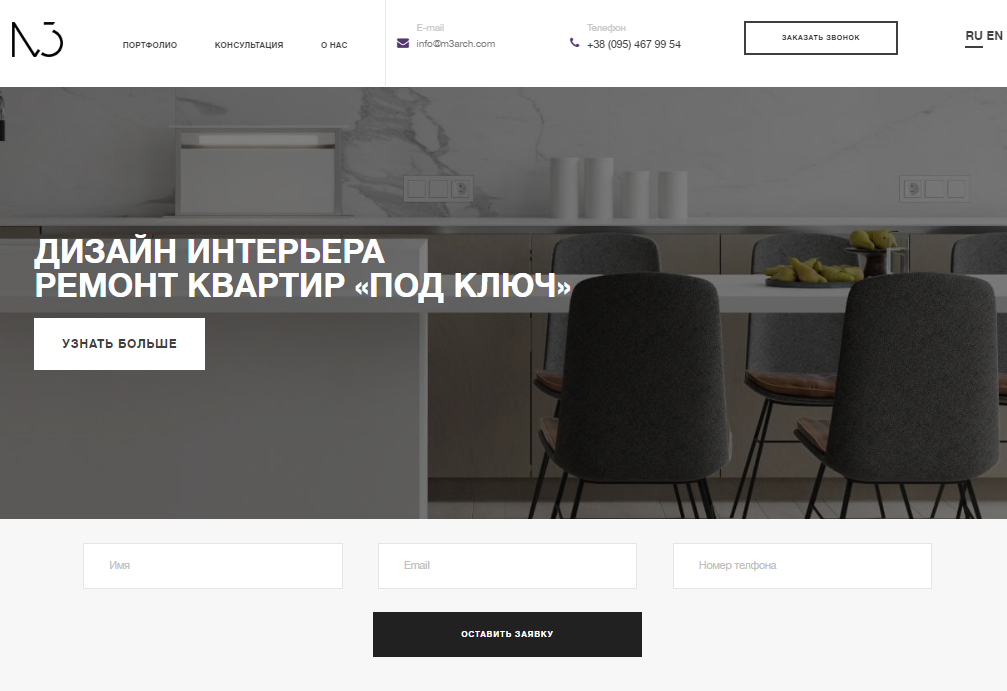 ПОРТФОЛИО
КОНСУЛЬТАЦИЯ
О НАС
E-mail
info@m3arch.com
Телефон
+38 (095) 467 99 54
ЗАКАЗАТЬ ЗВОНОК
RU EN
ДИЗАЙН ИНТЕРЬЕРА
РЕМОНТ КВАРТИР «ПОД КЛЮЧ»
УЗНАТЬ БОЛЬШЕ
Имя
Email
Номер телфона
ОСТАВИТЬ ЗАЯВКУ